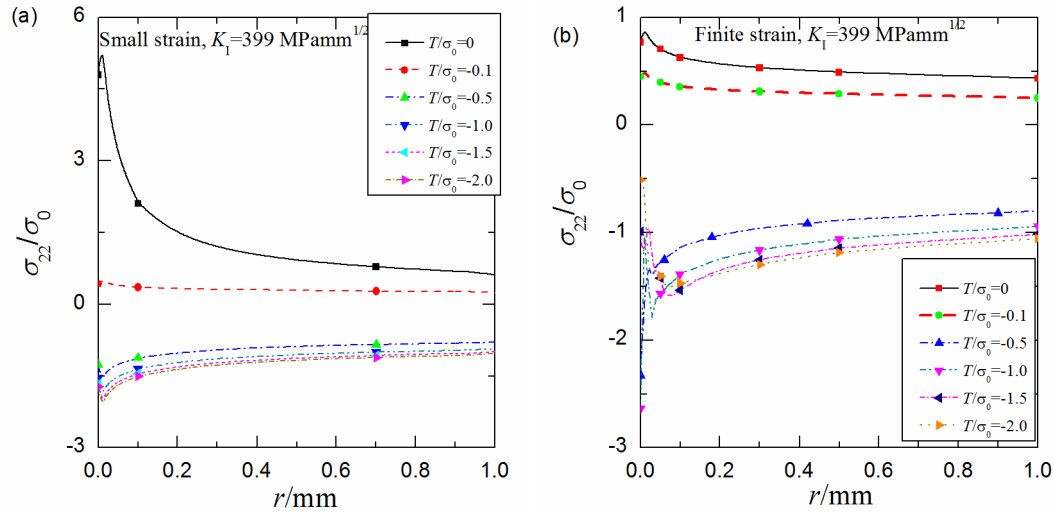 (a)
6
3
0
-3
σ22/σ0
Small strain, KI=399 MPamm^1/2
T/σ0=0
T/σ0=-0.1
T/σ0=-0.5
T/σ0=-1.0
T/σ0=-1.5
T/σ0=-2.0
0.0 0.2 0.4 0.6 0.8 1.0
r/mm
(b)
1
0
-1
-2
-3
σ22/σ0
Finite strain, KI=399 MPamm^1/2
T/σ0=0
T/σ0=-0.1
T/σ0=-0.5
T/σ0=-1.0
T/σ0=-1.5
T/σ0=-2.0
0.0 0.2 0.4 0.6 0.8 1.0
r/mm